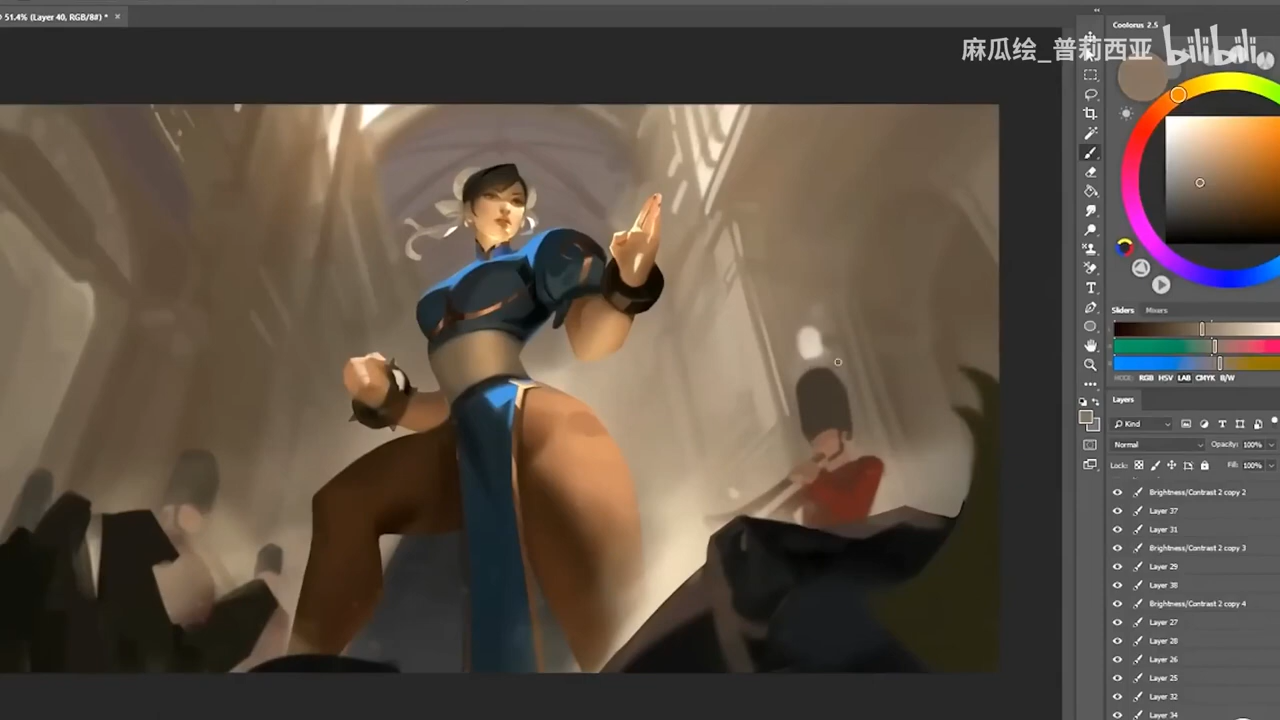 51.4% (Layer 40, RGB/8#) *
Coolorus 2.5
麻瓜绘_普莉西亚 bilibili
Sliders Mixers
MODE: RGB HSV LAB CMYK B/W
Layers
Kind
Normal Opacity: 100%
Lock: Fill: 100%
Brightness/Contrast 2 copy 2
Layer 37
Layer 31
Brightness/Contrast 2 copy 3
Layer 29
Layer 38
Brightness/Contrast 2 copy 4
Layer 27
Layer 28
Layer 26
Layer 25
Layer 32
Layer 34